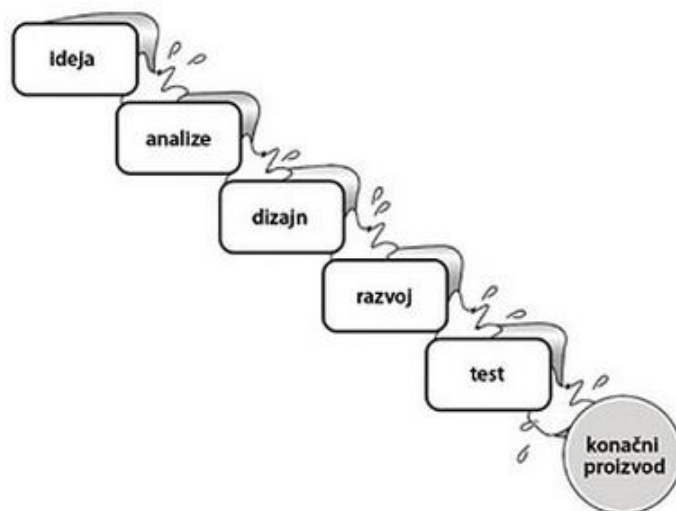 ideja
analize
dizajn
razvoj
test
konačni
proizvod